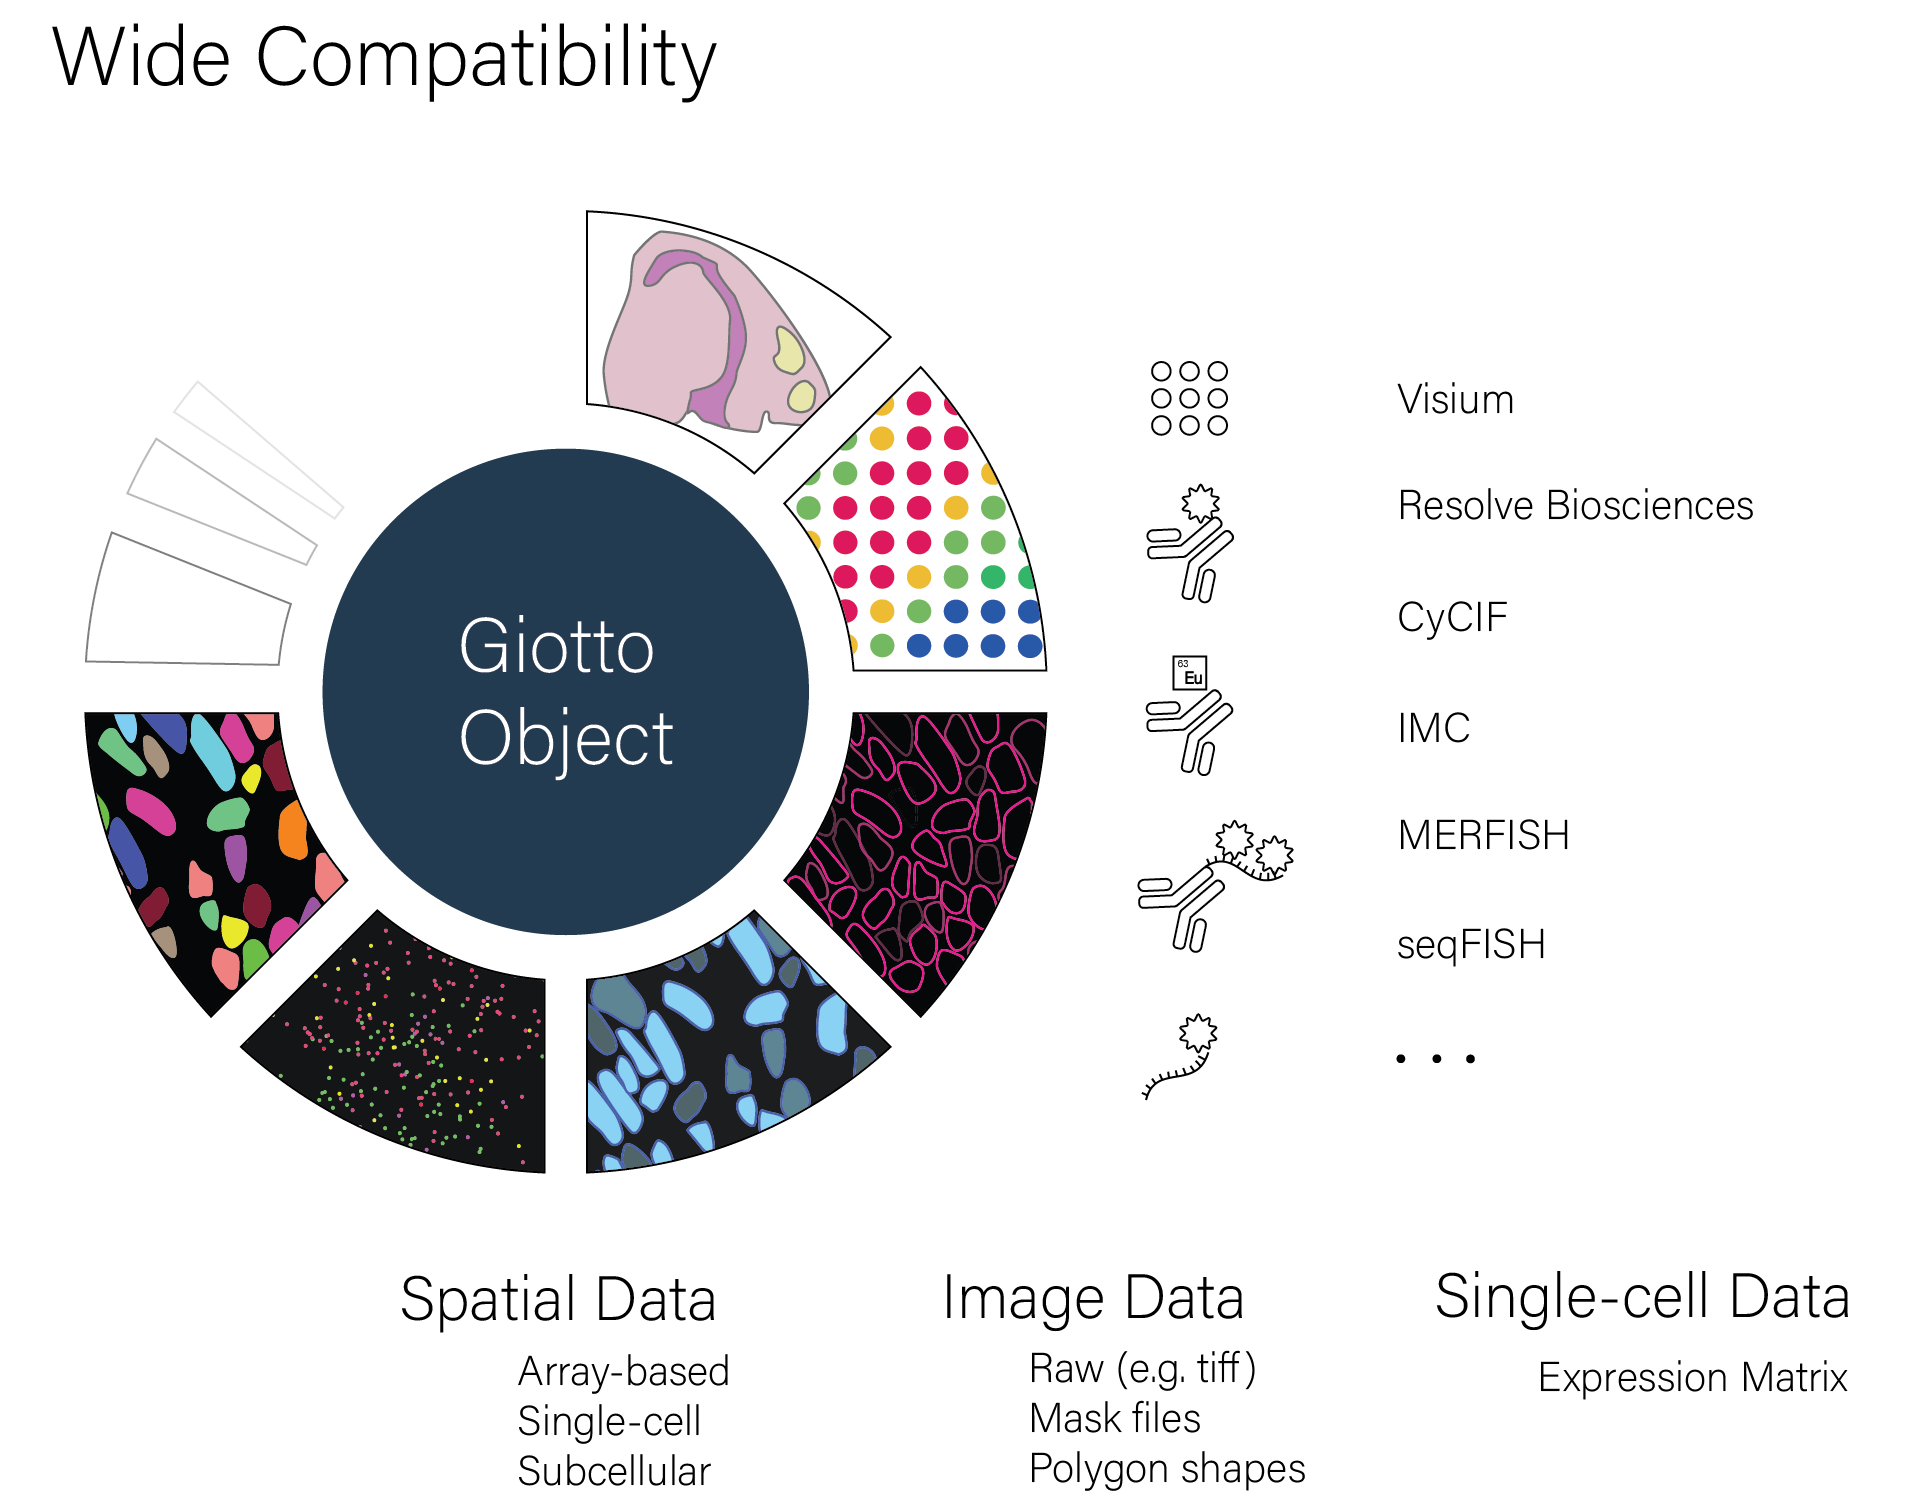 Wide Compatibility
Giotto
Object
Visium
Resolve Biosciences
CyCIF
63
Eu
IMC
MERFISH
seqFISH
. . .
Spatial Data
Array-based
Single-cell
Subcellular
Image Data
Raw (e.g. tiff)
Mask files
Polygon shapes
Single-cell Data
Expression Matrix